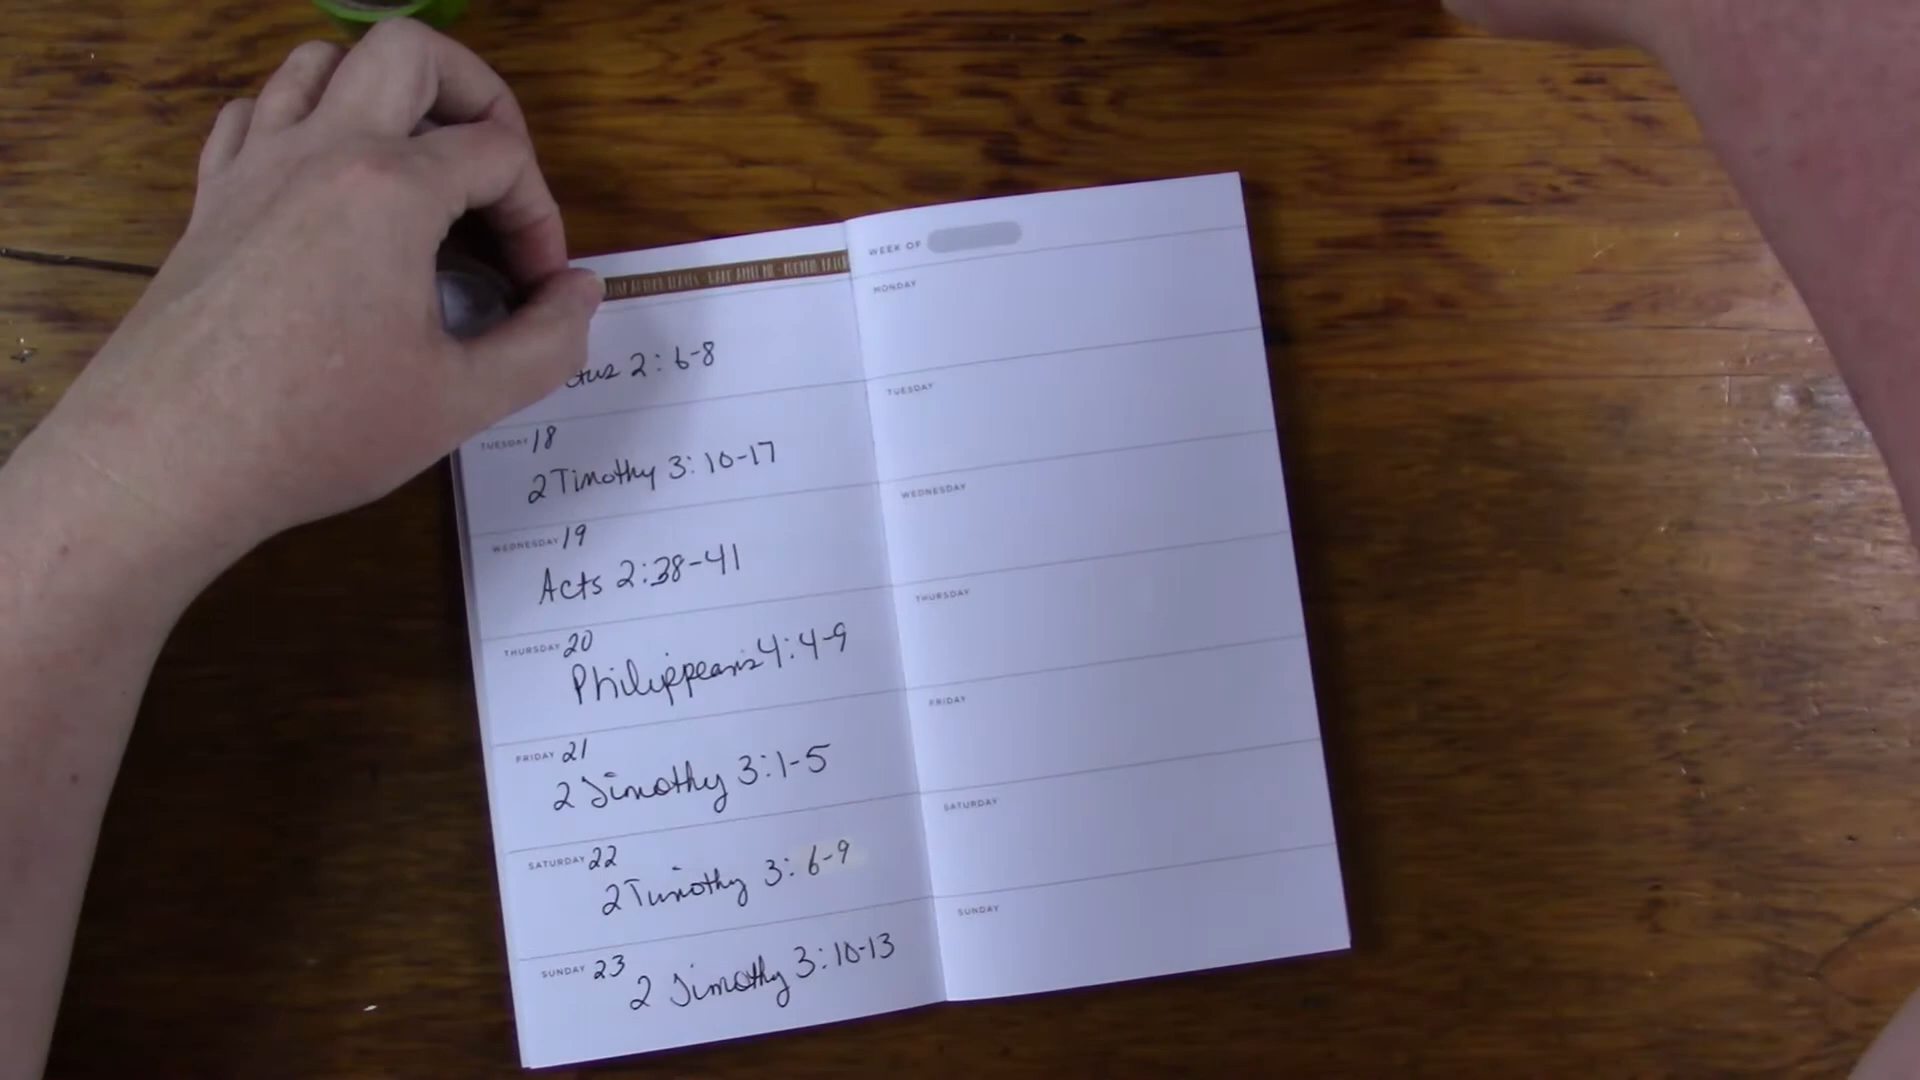 2:6-8
TUESDAY 18
2 Timothy 3:10-17
WEDNESDAY 19
Acts 2:38-41
THURSDAY 20
Philippeans 4:4-9
FRIDAY 21
2 Timothy 3:1-5
SATURDAY 22
2 Timothy 3:6-9
SUNDAY 23
2 Timothy 3:10-13
WEEK OF
MONDAY
TUESDAY
WEDNESDAY
THURSDAY
FRIDAY
SATURDAY
SUNDAY